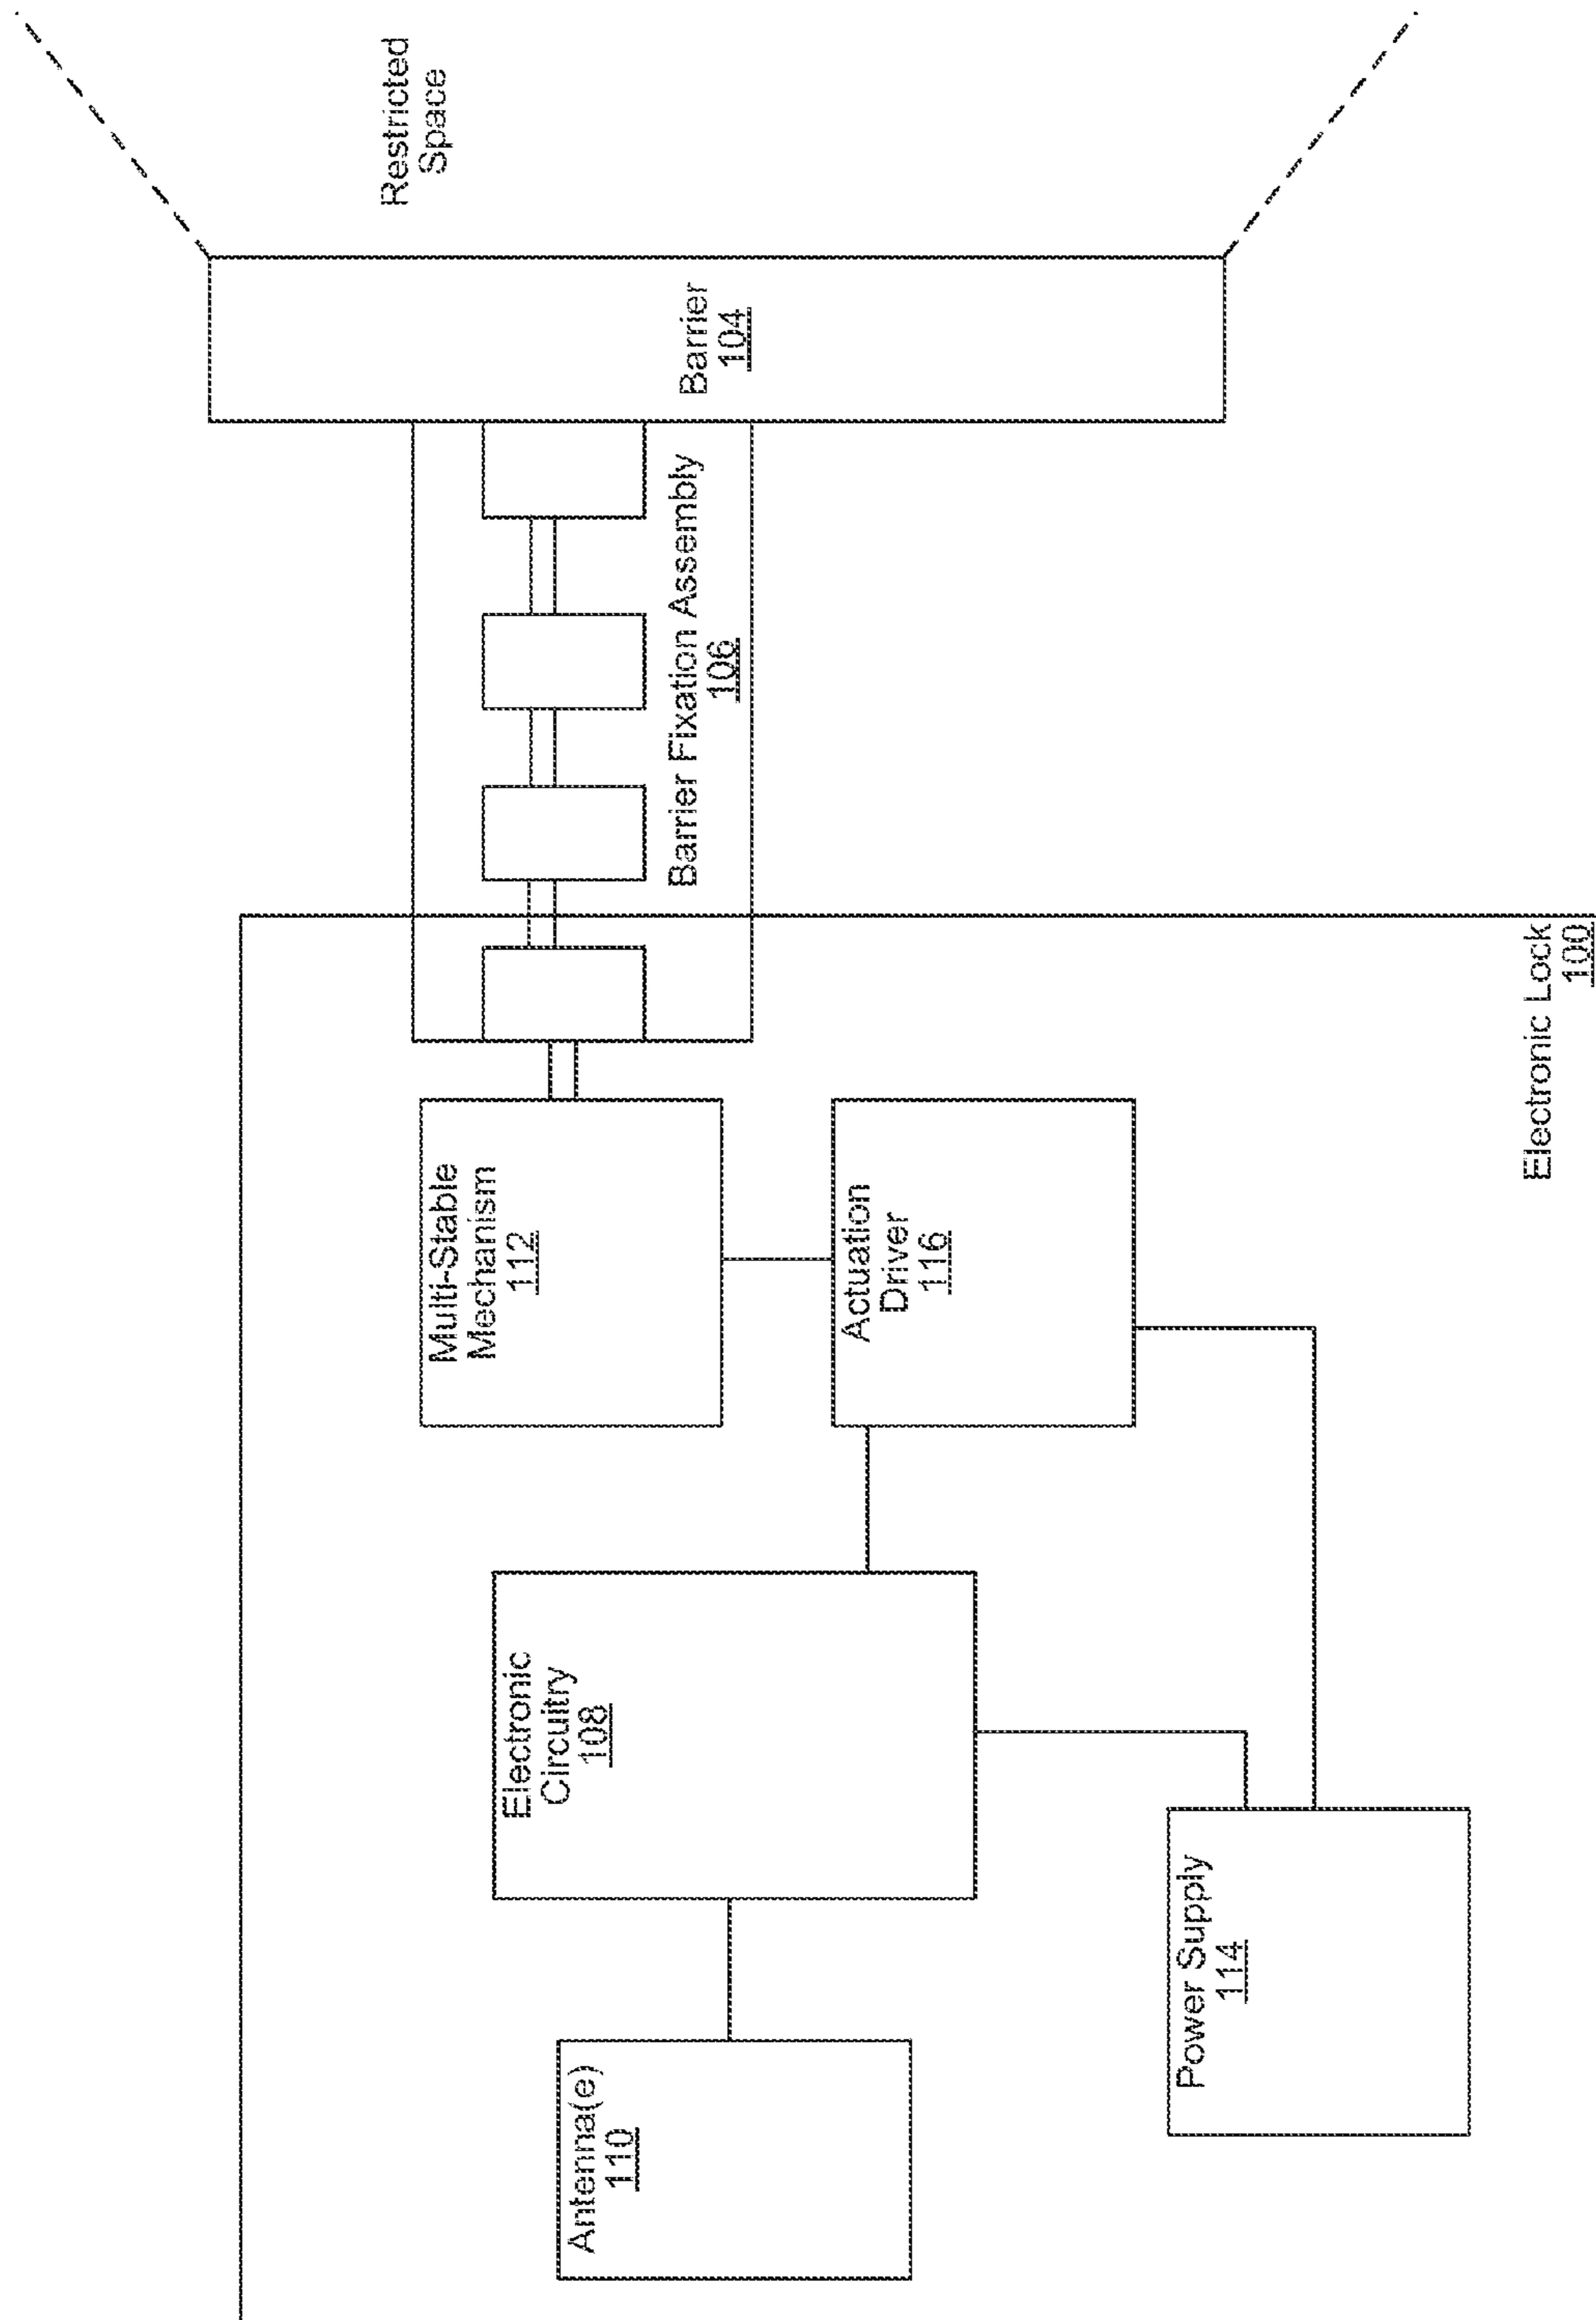 Antenna(e)
110
Electronic
Circuitry
108
Power Supply
114
Multi-Stable
Mechanism
112
Actuation
Driver
116
Electronic Lock
100
Barrier Fixation Assembly
106
Barrier
104
Restricted
Space